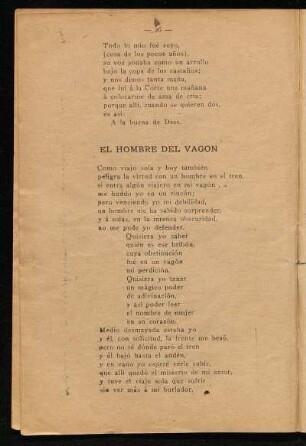 Todo lo mío fué suyo,
(cosa de los pocos años),
su voz sonaba como un arrullo
bajo la copa de los castaños;
y nos dimos tanta maña,
que fuí á la Corte una mañana
á colocarme de ama de cría;
porque allí, cuando se quieren dos,
es así:
A la buena de Dios.
EL HOMBRE DEL VAGON
Como viajo sola y hoy también
peligra la virtud con un hombre en el tren,
si entra algún viajero en mi vagón
me hundo yo en un rincón;
pero venciendo yo mi debilidad,
un hombre me ha sabido sorprender,
y á solas, en la inmensa obscuridad,
no me pude yo defender.
Quisiera yo saber
quién es ese bribón,
cuya obstinación
fué en un vagón
mi perdición.
Quisiera yo tener
un mágico poder
de adivinación,
y así poder leer
el nombre de mujer
en su corazón.
Medio desmayada estaba yo
y él, con solicitud, la frente me besó,
pero no sé dónde paró el tren
y él bajó hasta el andén,
y en vano yo esperé verle subir,
que allí quedó el misterio de mi amor,
y tuve el viaje sola que sufrir
sin ver más á mi burlador.